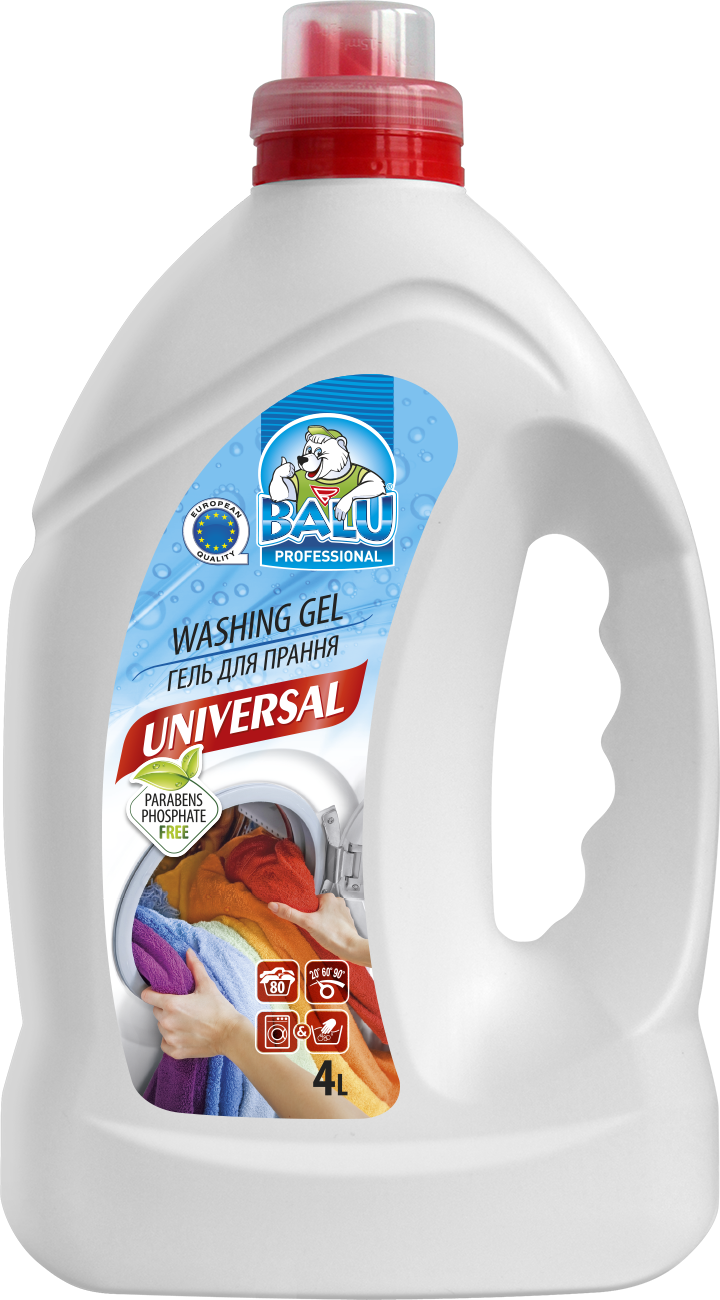 EUROPEAN
QUALITY
BALU
®
PROFESSIONAL
WASHING GEL
ГЕЛЬ ДЛЯ ПРАННЯ
UNIVERSAL
PARABENS
PHOSPHATE
FREE
80
20° 60° 90°
&
4L